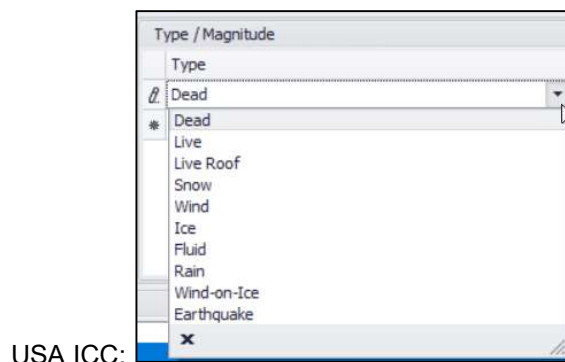 Type / Magnitude
Type
Dead
Dead
Live
Live Roof
Snow
Wind
Ice
Fluid
Rain
Wind-on-Ice
Earthquake
USA ICC: